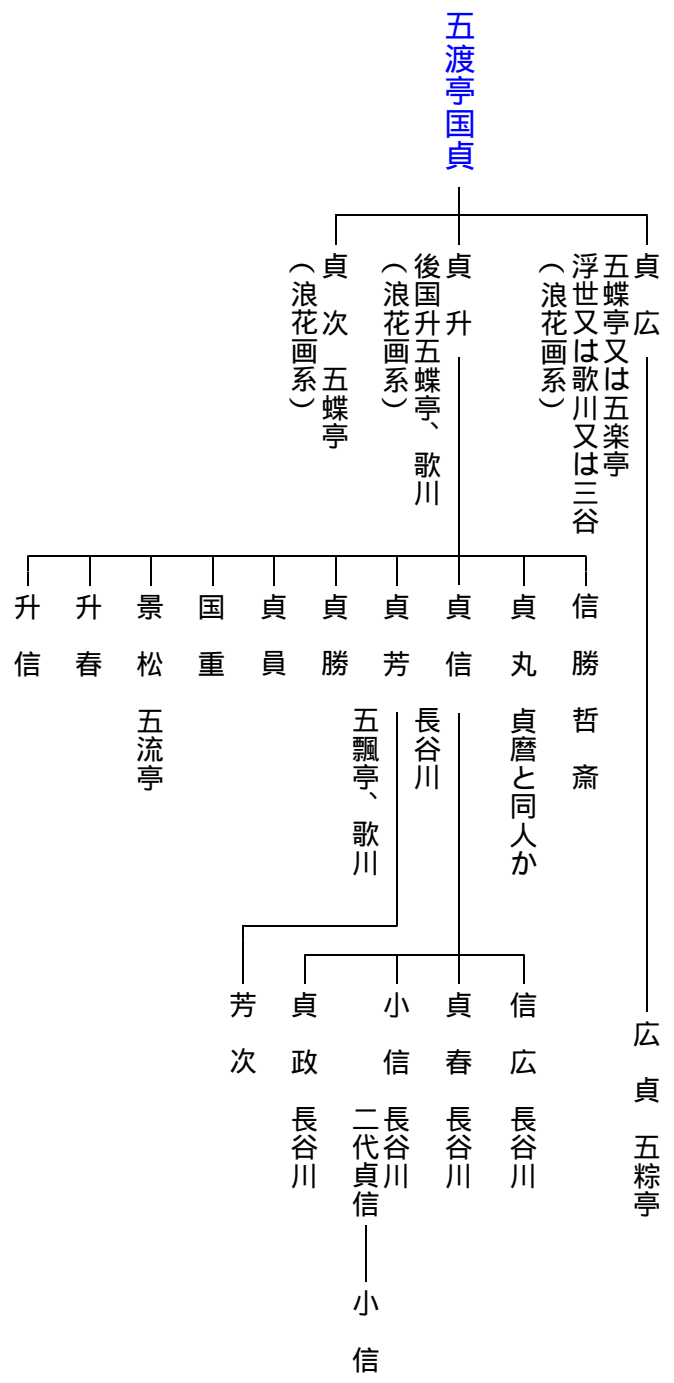 五渡亭国貞
貞広
五蝶亭又は五楽亭
浮世又は歌川又は三谷
（浪花画系）
貞升
後国升五蝶亭、歌川
（浪花画系）
貞次 五蝶亭
（浪花画系）
信勝哲斎
貞丸 貞麿と同人か
貞信
長谷川
貞芳
五飄亭、歌川
貞勝
貞員
国重
景松 五流亭
升春
升信
広貞 五粽亭
信広 長谷川
貞春 長谷川
小信 長谷川
二代貞信
貞政 長谷川
芳次
小信